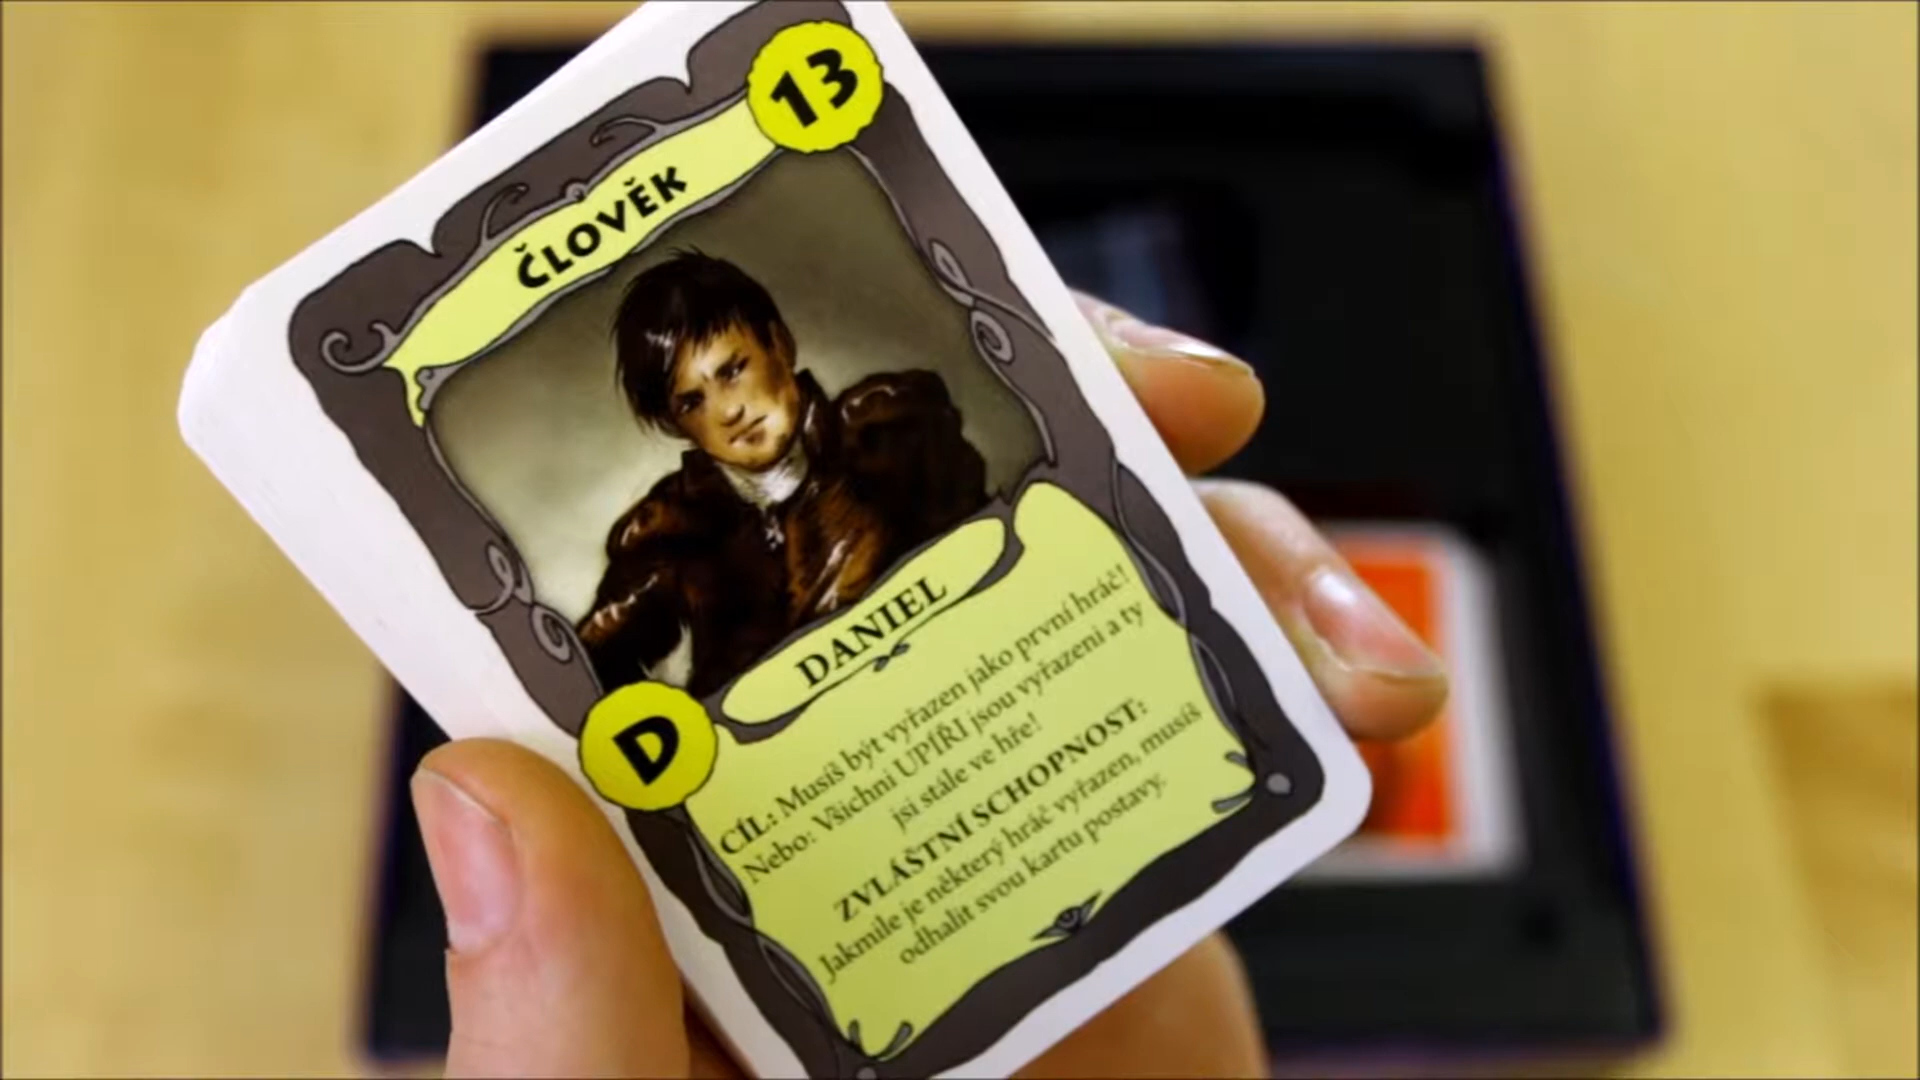 13
ČLOVĚK
DANIEL
D
CÍL: Musíš být vyřazen jako první hráč!
Nebo: Všichni UPÍŘI jsou vyřazeni a ty
jsi stále ve hře!
ZVLÁŠTNÍ SCHOPNOST:
Jakmile je některý hráč vyřazen, musíš
odhalit svou kartu postavy.